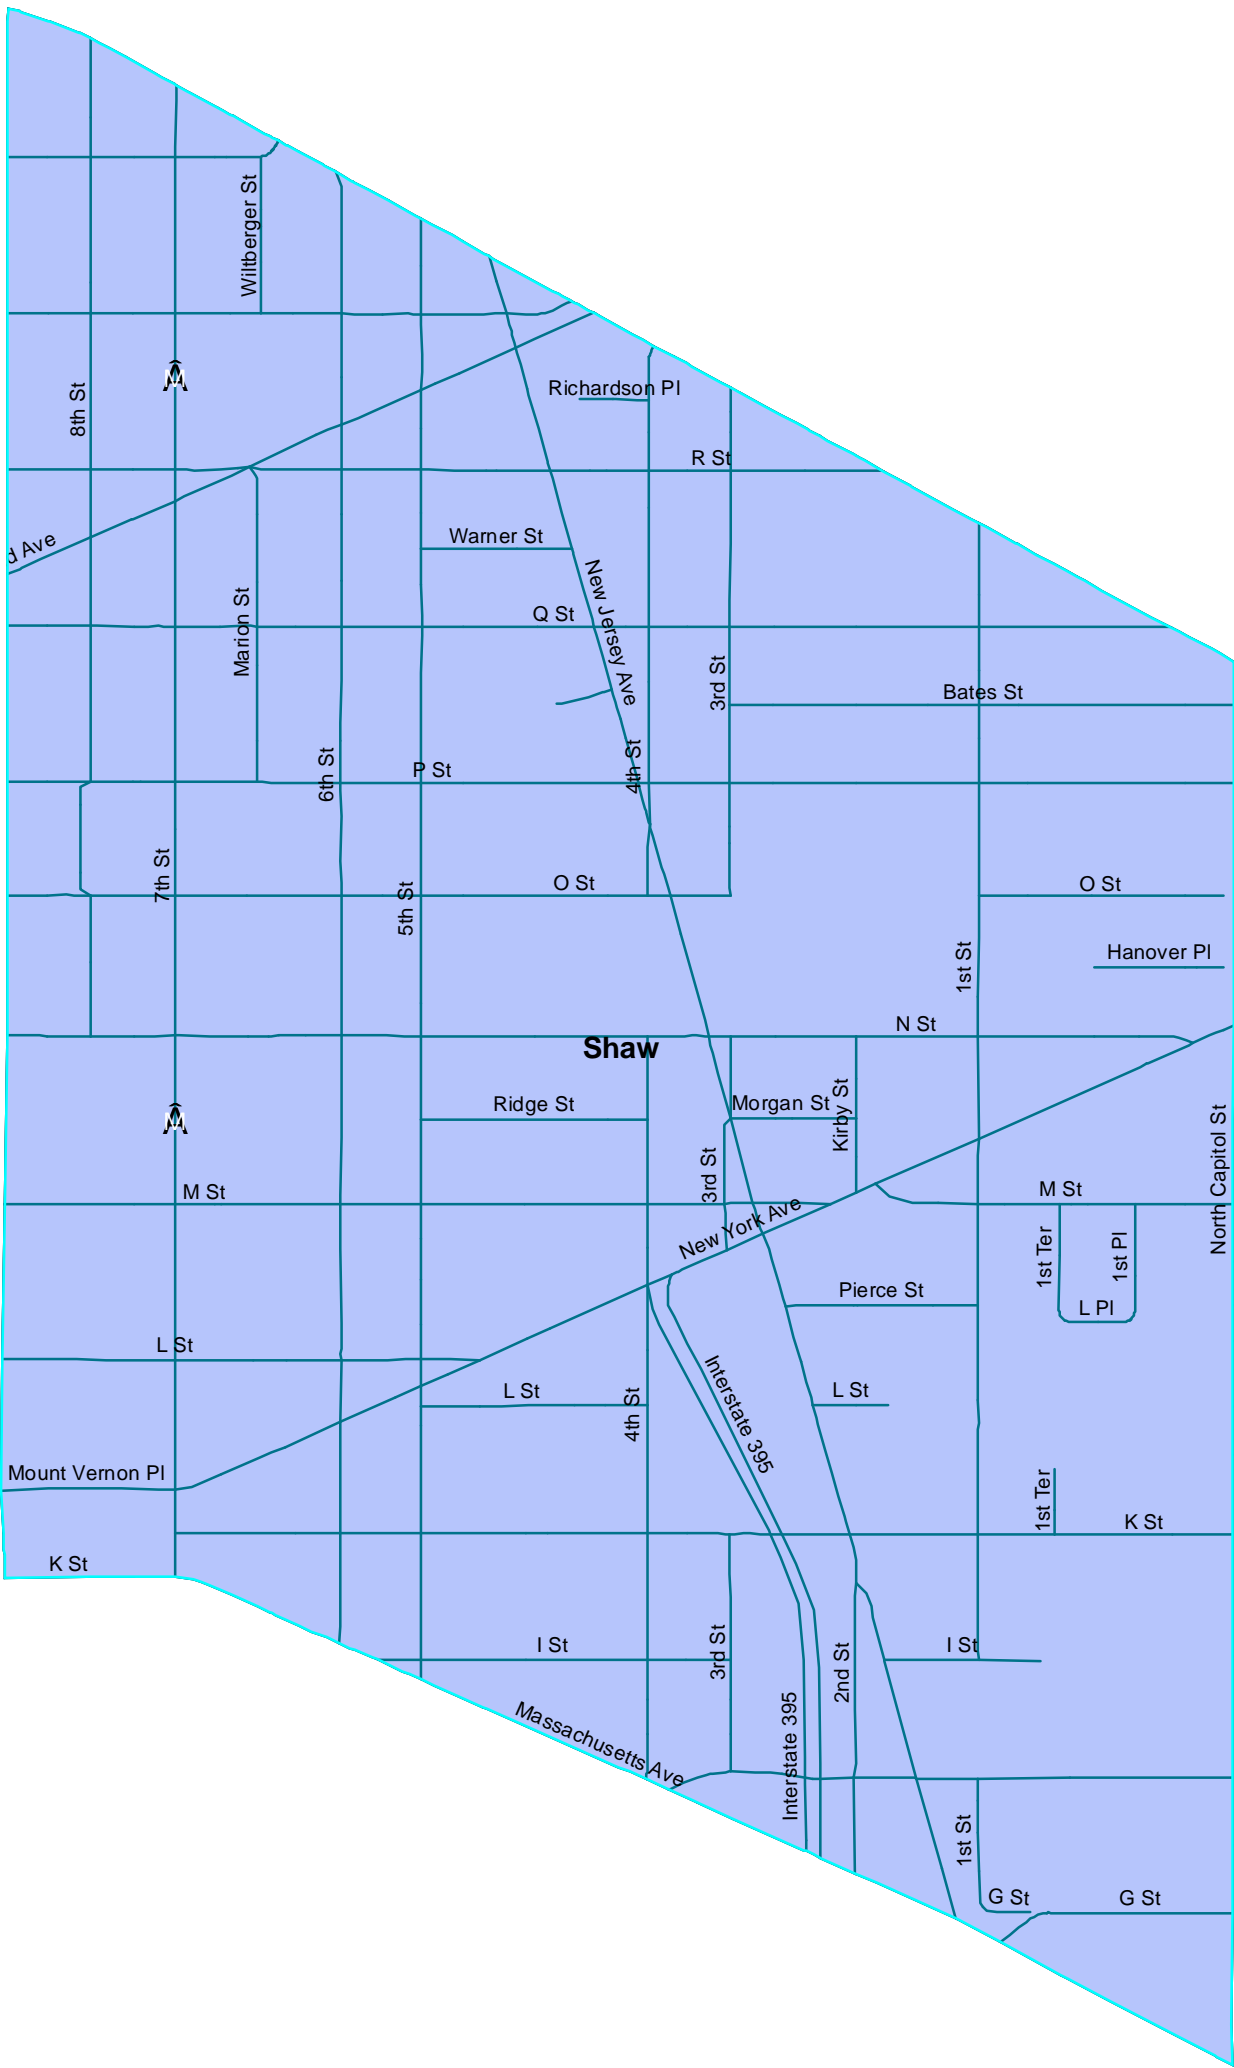 Wiltberger St
M
8th St
Richardson Pl
R St
Warner St
d Ave
New Jersey Ave
Marion St
Q St
3rd St
Bates St
6th St
P St
4th St
7th St
O St
O St
5th St
1st St
Hanover Pl
N St
Shaw
Ridge St
Morgan St
Kirby St
M
3rd St
North Capitol St
M St
M St
New York Ave
1st Ter
1st Pl
Pierce St
L Pl
L St
Interstate 395
L St
L St
4th St
Mount Vernon Pl
1st Ter
K St
K St
I St
3rd St
2nd St
I St
Massachusetts Ave
Interstate 395
1st St
G St
G St